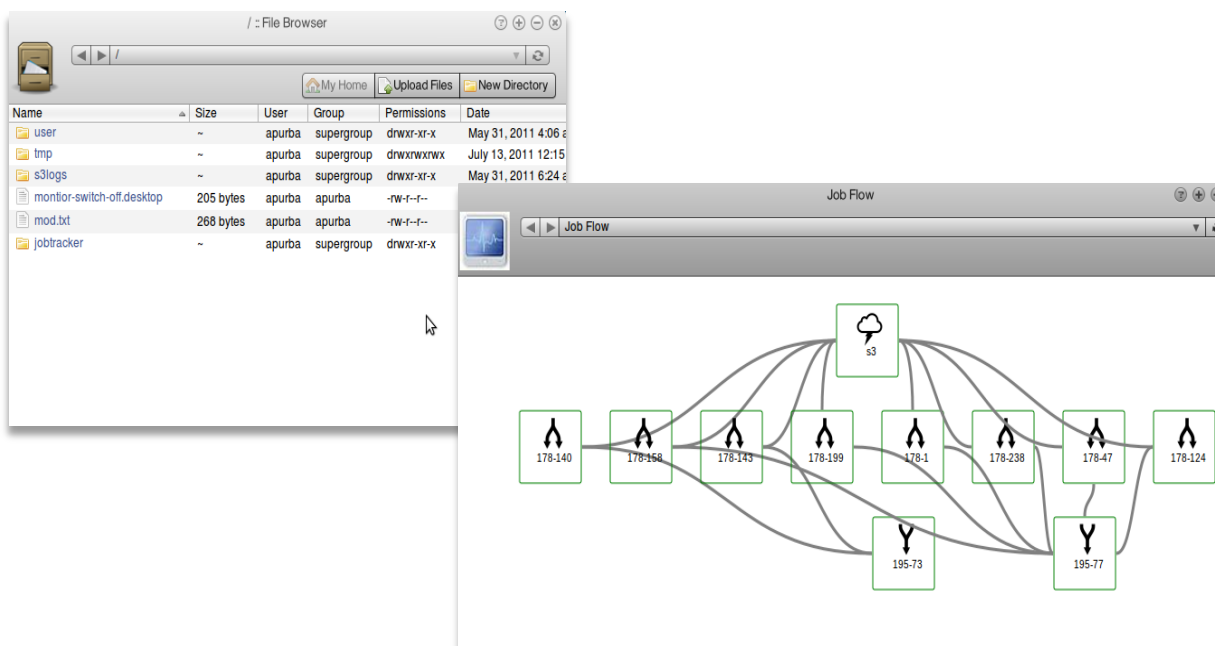 / :: File Browser
/
My Home Upload Files New Directory
Name Size User Group Permissions Date
user ~ apurba supergroup drwxr-xr-x May 31, 2011 4:06 a
tmp ~ apurba supergroup drwxrwxrwx July 13, 2011 12:15
s3logs ~ apurba supergroup drwxr-xr-x May 31, 2011 6:24 a
montior-switch-off.desktop 205 bytes apurba apurba -rw-r--r--
mod.txt 268 bytes apurba apurba -rw-r--r--
jobtracker ~ apurba supergroup drwxr-xr-x
Job Flow
Job Flow
s3
178-140 178-158 178-143 178-199 178-1 178-238 178-47 178-124
195-73 195-77